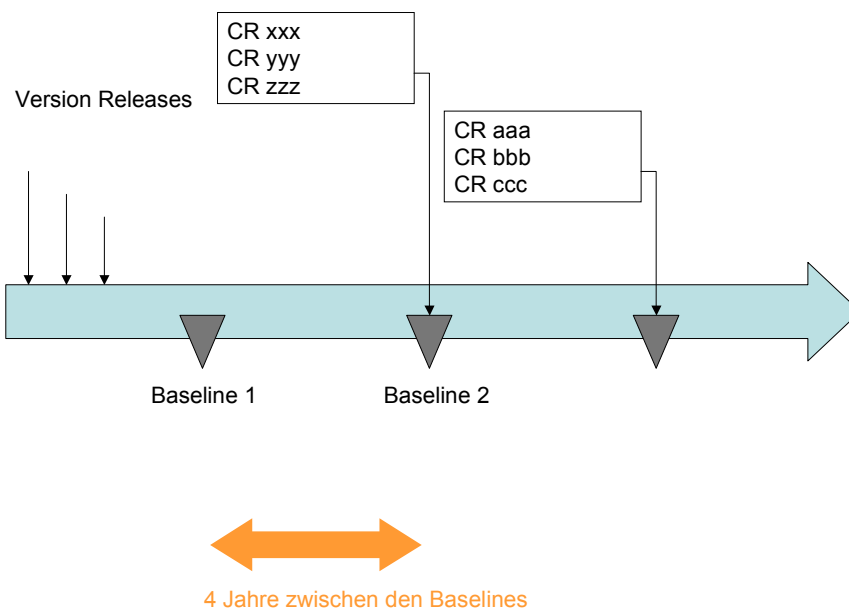 CR xxx
CR yyy
CR zzz
Version Releases
CR aaa
CR bbb
CR ccc
Baseline 1
Baseline 2
4 Jahre zwischen den Baselines